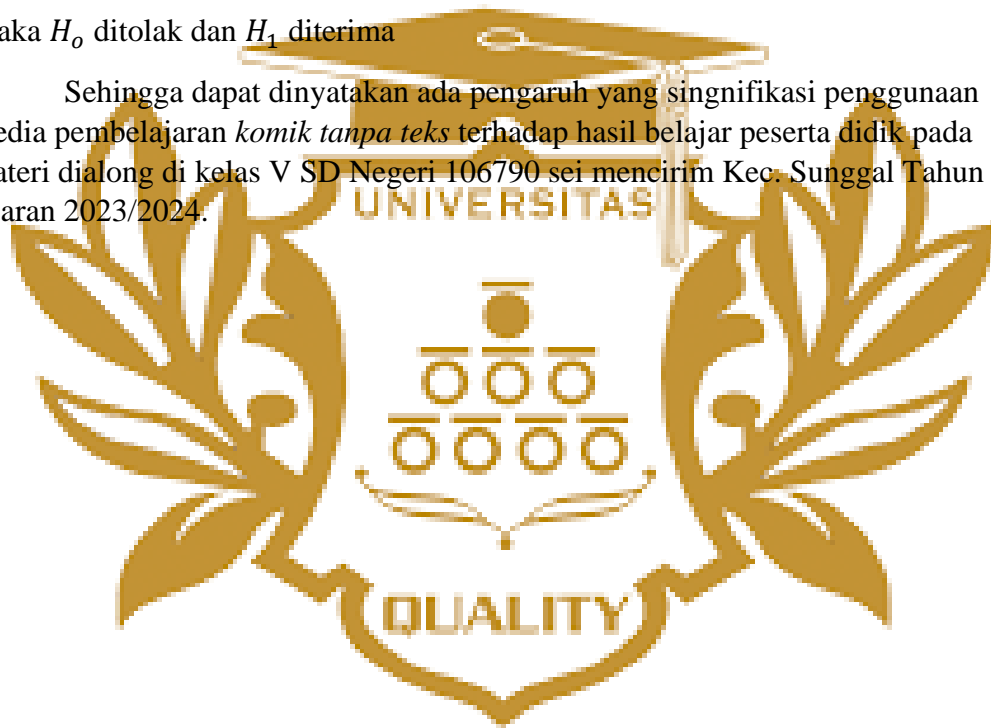 aka H₀ ditolak dan H₁ diterima
Sehingga dapat dinyatakan ada pengaruh yang singnifikasi penggunaan
edia pembelajaran komik tanpa teks terhadap hasil belajar peserta didik pada
ateri dialong di kelas V SD Negeri 106790 sei mencirim Kec. Sunggal Tahun
aran 2023/2024.
UNIVERSITAS
QUALITY